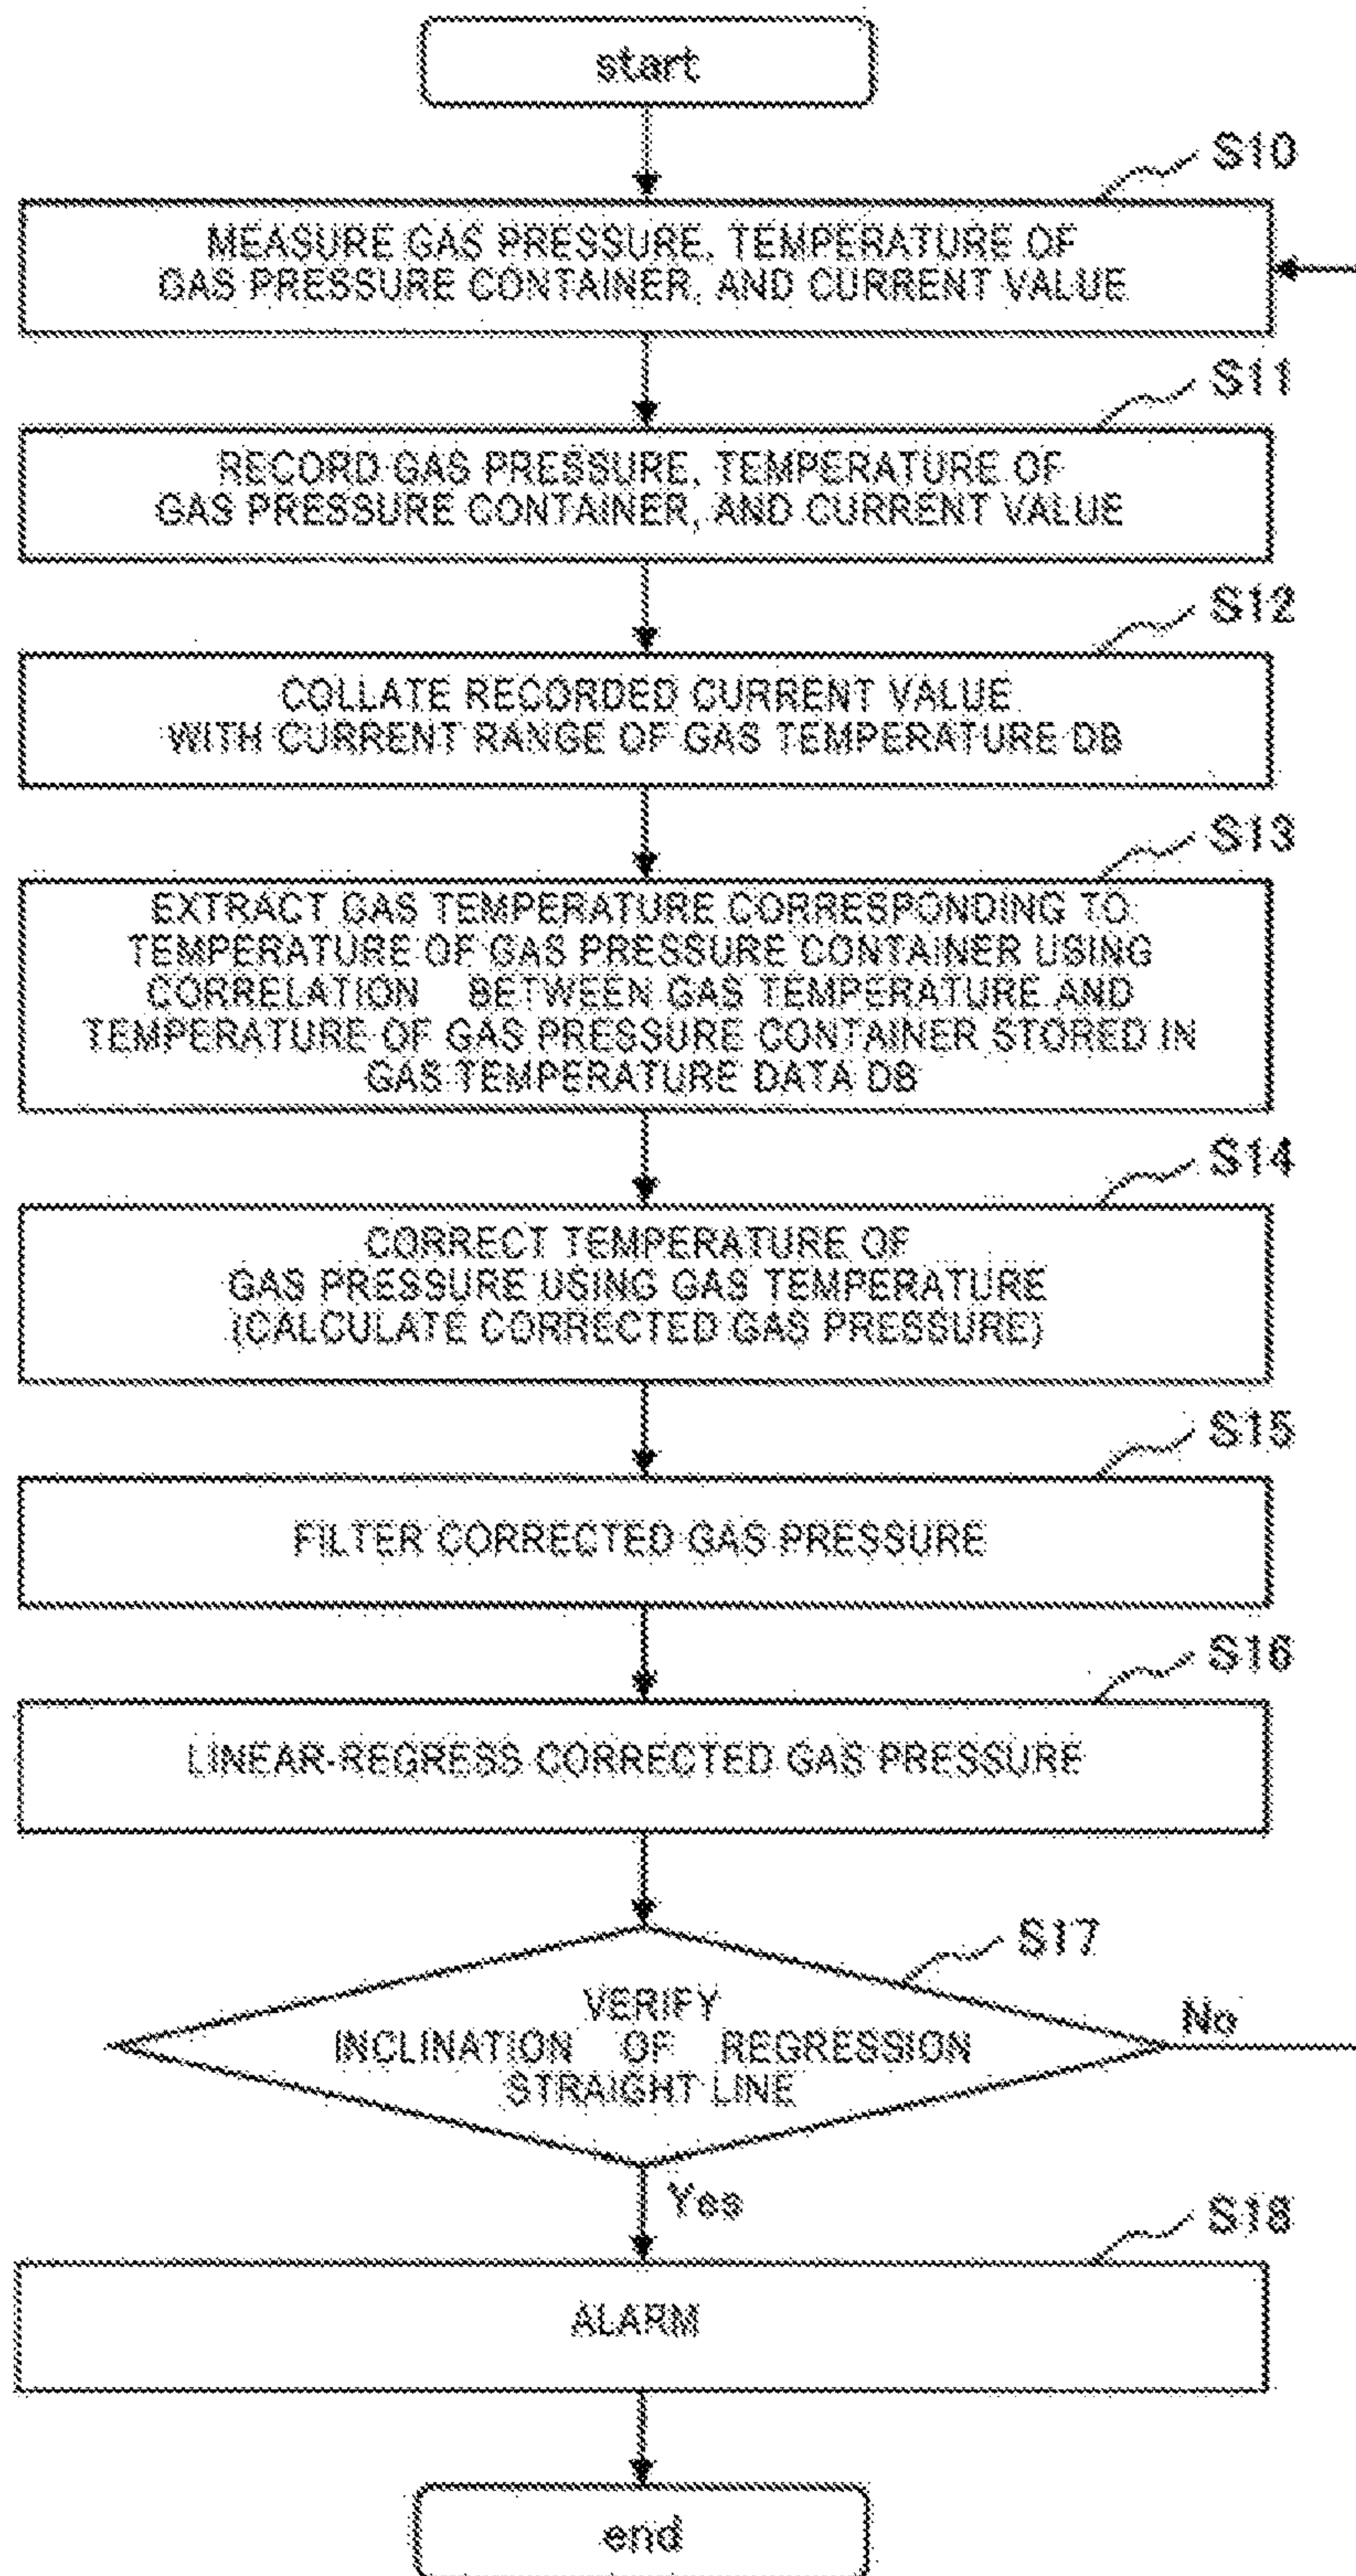 start
S10
MEASURE GAS PRESSURE, TEMPERATURE OF
GAS PRESSURE CONTAINER, AND CURRENT VALUE
S11
RECORD GAS PRESSURE, TEMPERATURE OF
GAS PRESSURE CONTAINER, AND CURRENT VALUE
S12
COLLATE RECORDED CURRENT VALUE
WITH CURRENT RANGE OF GAS TEMPERATURE DB
S13
EXTRACT GAS TEMPERATURE CORRESPONDING TO
TEMPERATURE OF GAS PRESSURE CONTAINER USING
CORRELATION BETWEEN GAS TEMPERATURE AND
TEMPERATURE OF GAS PRESSURE CONTAINER STORED IN
GAS TEMPERATURE DATA DB
S14
CORRECT TEMPERATURE OF
GAS PRESSURE USING GAS TEMPERATURE
(CALCULATE CORRECTED GAS PRESSURE)
S15
FILTER CORRECTED GAS PRESSURE
S16
LINEAR-REGRESS CORRECTED GAS PRESSURE
S17
VERIFY
INCLINATION OF REGRESSION
STRAIGHT LINE
No
Yes
S18
ALARM
end